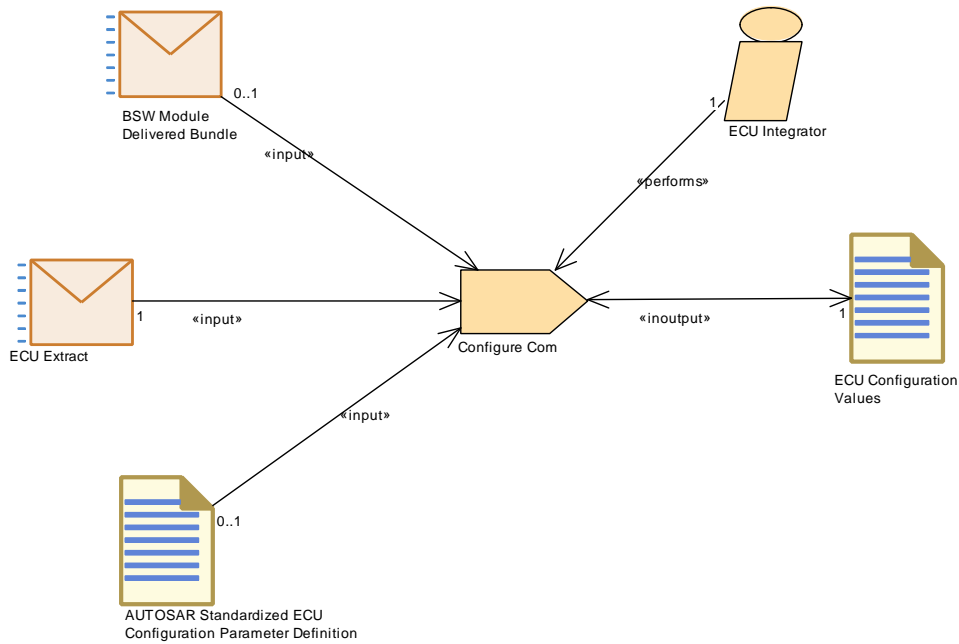 0..1
BSW Module
Delivered Bundle
1
ECU Integrator
«input»
«performs»
1
«input»
ECU Extract
Configure Com
«inoutput»
1
ECU Configuration
Values
«input»
0..1
AUTOSAR Standardized ECU
Configuration Parameter Definition